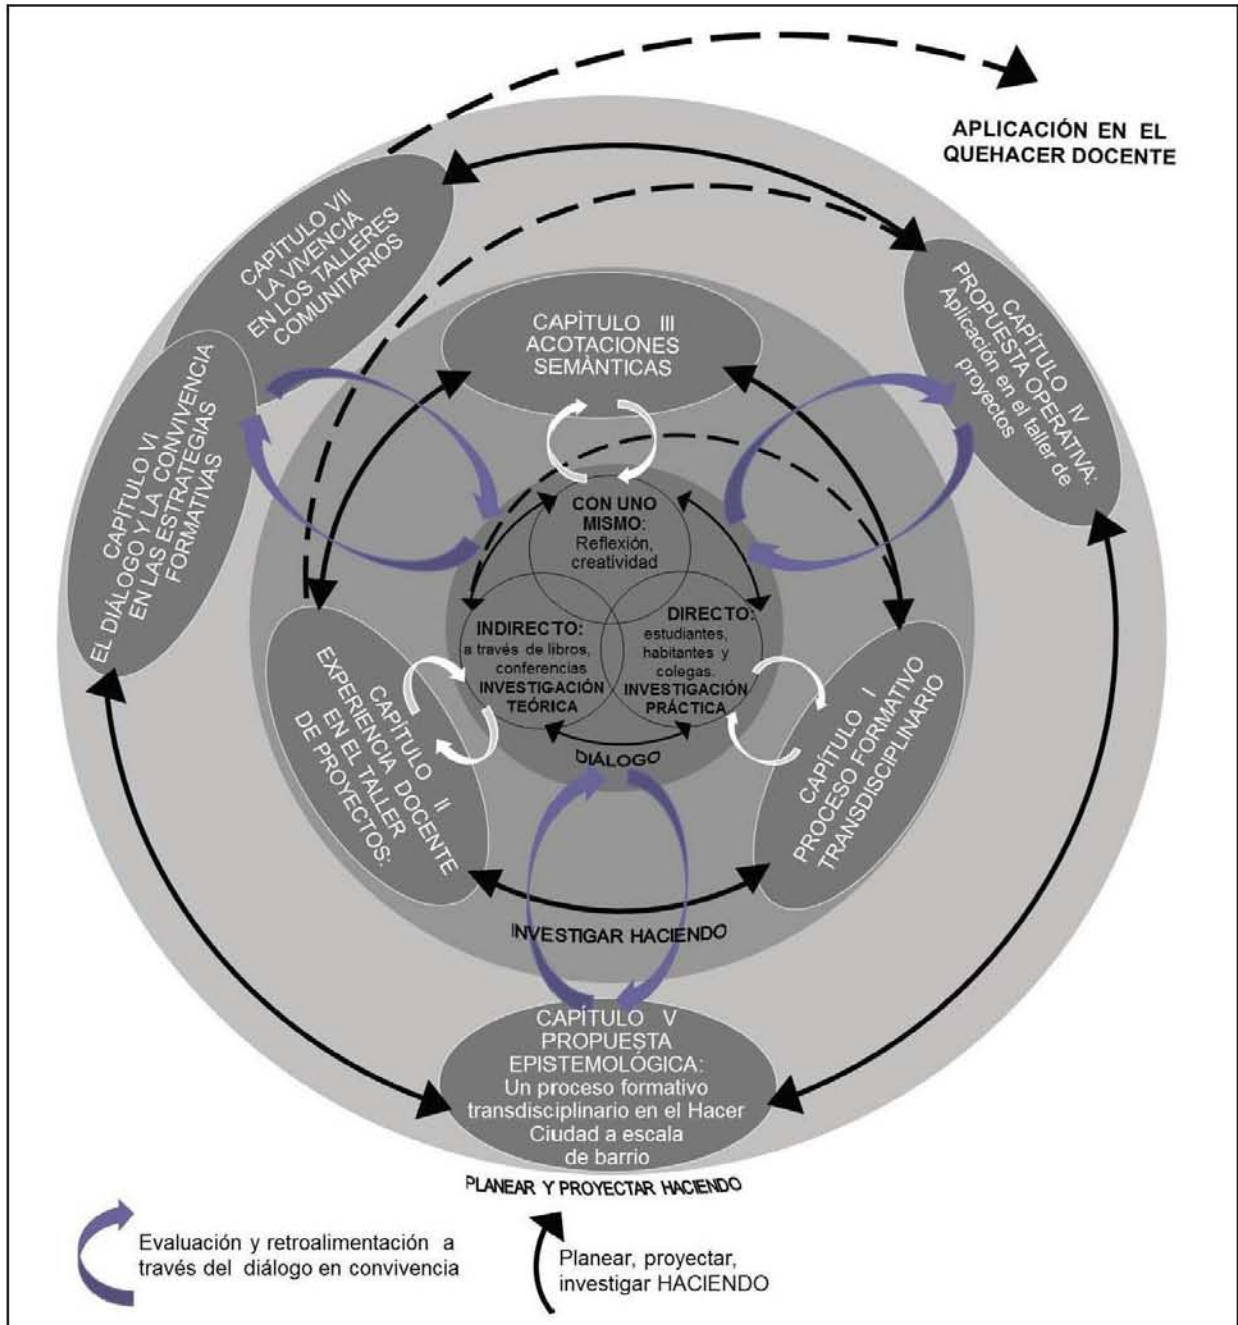 APLICACIÓN EN EL
QUEHACER DOCENTE
CAPÍTULO VII
LA VIVENCIA
EN LOS TALLERES
COMUNITARIOS
CAPÍTULO VI
EL DIÁLOGO Y LA CONVIVENCIA
EN LAS ESTRATEGIAS
FORMATIVAS
CAPÍTULO IV
PROPUESTA OPERATIVA:
Aplicación en el taller de
proyectos
CAPÌTULO III
ACOTACIONES
SEMÁNTICAS
CON UNO
MISMO:
Reflexión,
creatividad
INDIRECTO:
a través de libros,
conferencias
INVESTIGACIÓN
TEÓRICA
DIRECTO:
estudiantes,
habitantes y
colegas.
INVESTIGACIÓN
PRÁCTICA
DIÁLOGO
CAPÍTULO II
EXPERIENCIA DOCENTE
EN EL TALLER
DE PROYECTOS:
CAPÍTULO I
PROCESO FORMATIVO
TRANSDISCIPLINARIO
INVESTIGAR HACIENDO
CAPÍTULO V
PROPUESTA
EPISTEMOLÓGICA:
Un proceso formativo
transdisciplinario en el Hacer
Ciudad a escala
de barrio
PLANEAR Y PROYECTAR HACIENDO
Evaluación y retroalimentación a
través del diálogo en convivencia
Planear, proyectar,
investigar HACIENDO